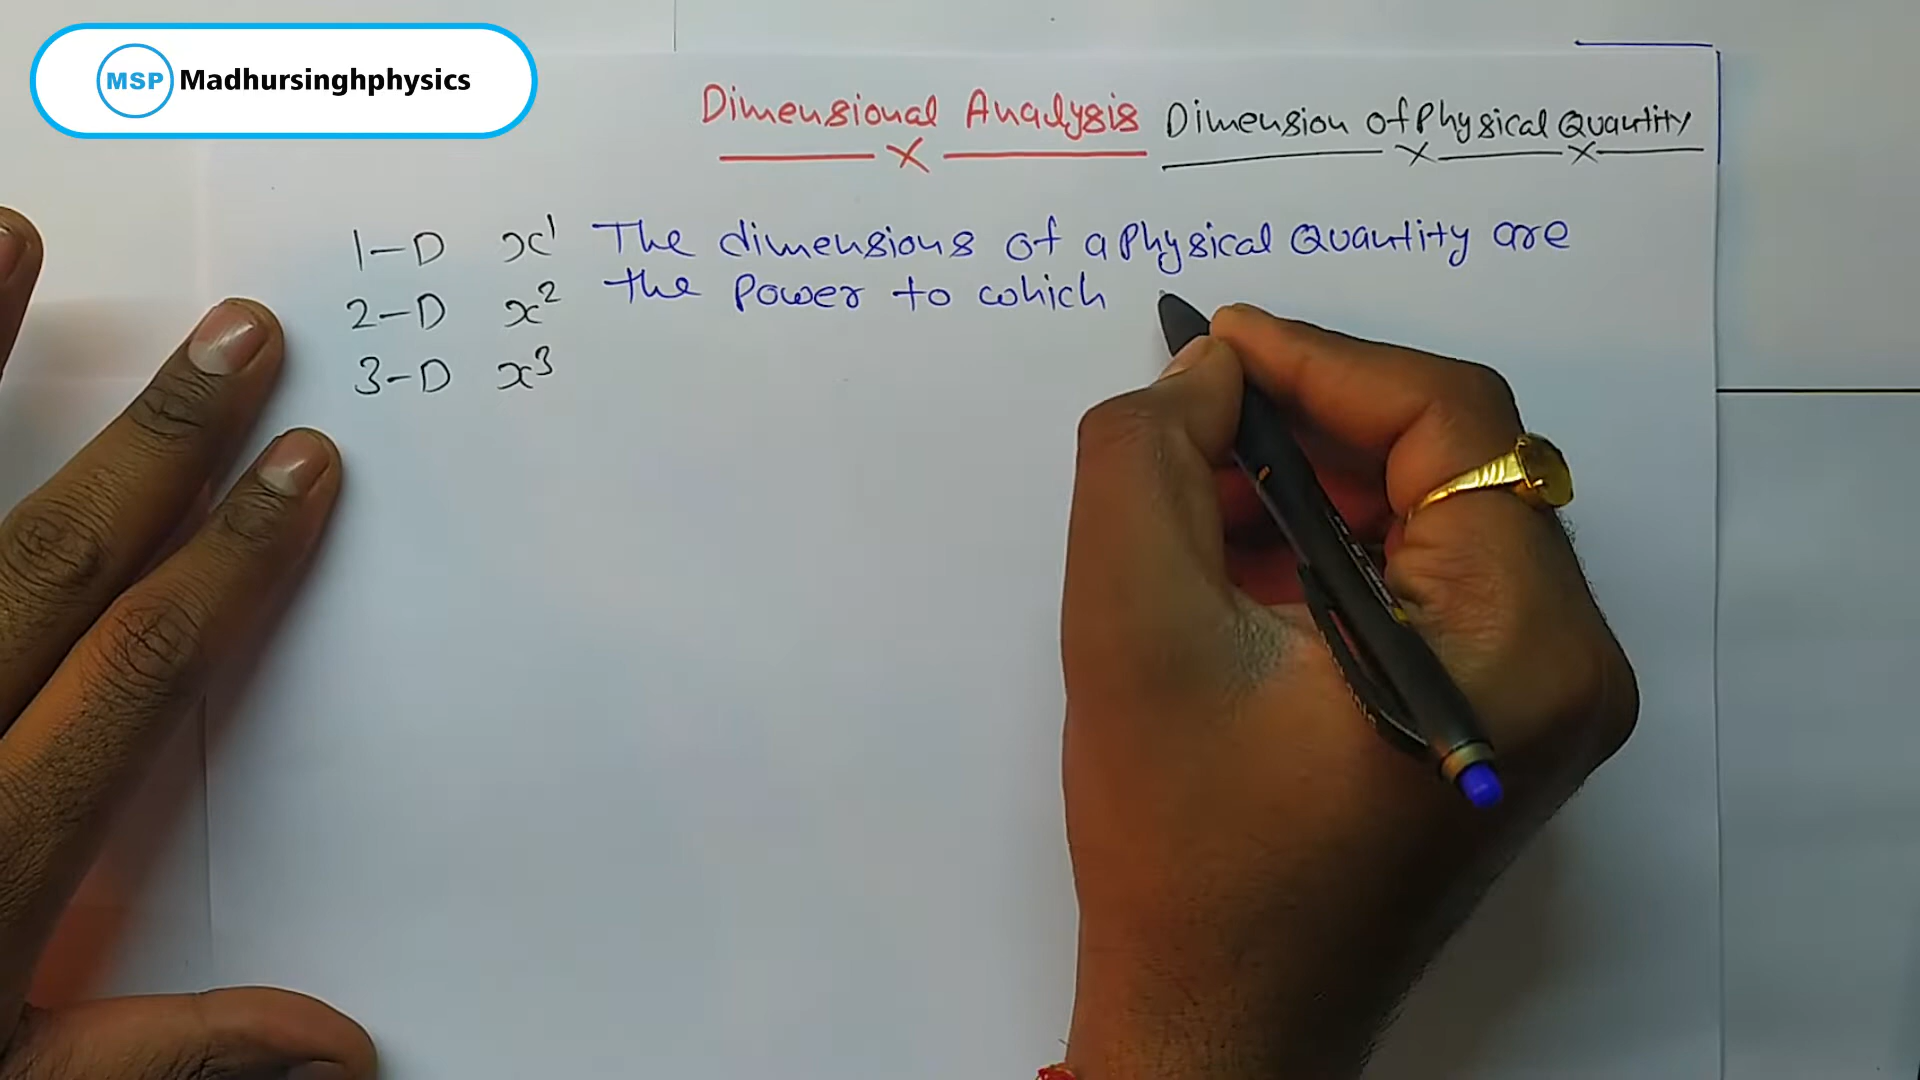 MSP Madhursinghphysics
Dimensional Analysis Dimension of Physical Quantity
1-D x¹ The dimensions of a Physical Quantity are
2-D x² the Power to which
3-D x³